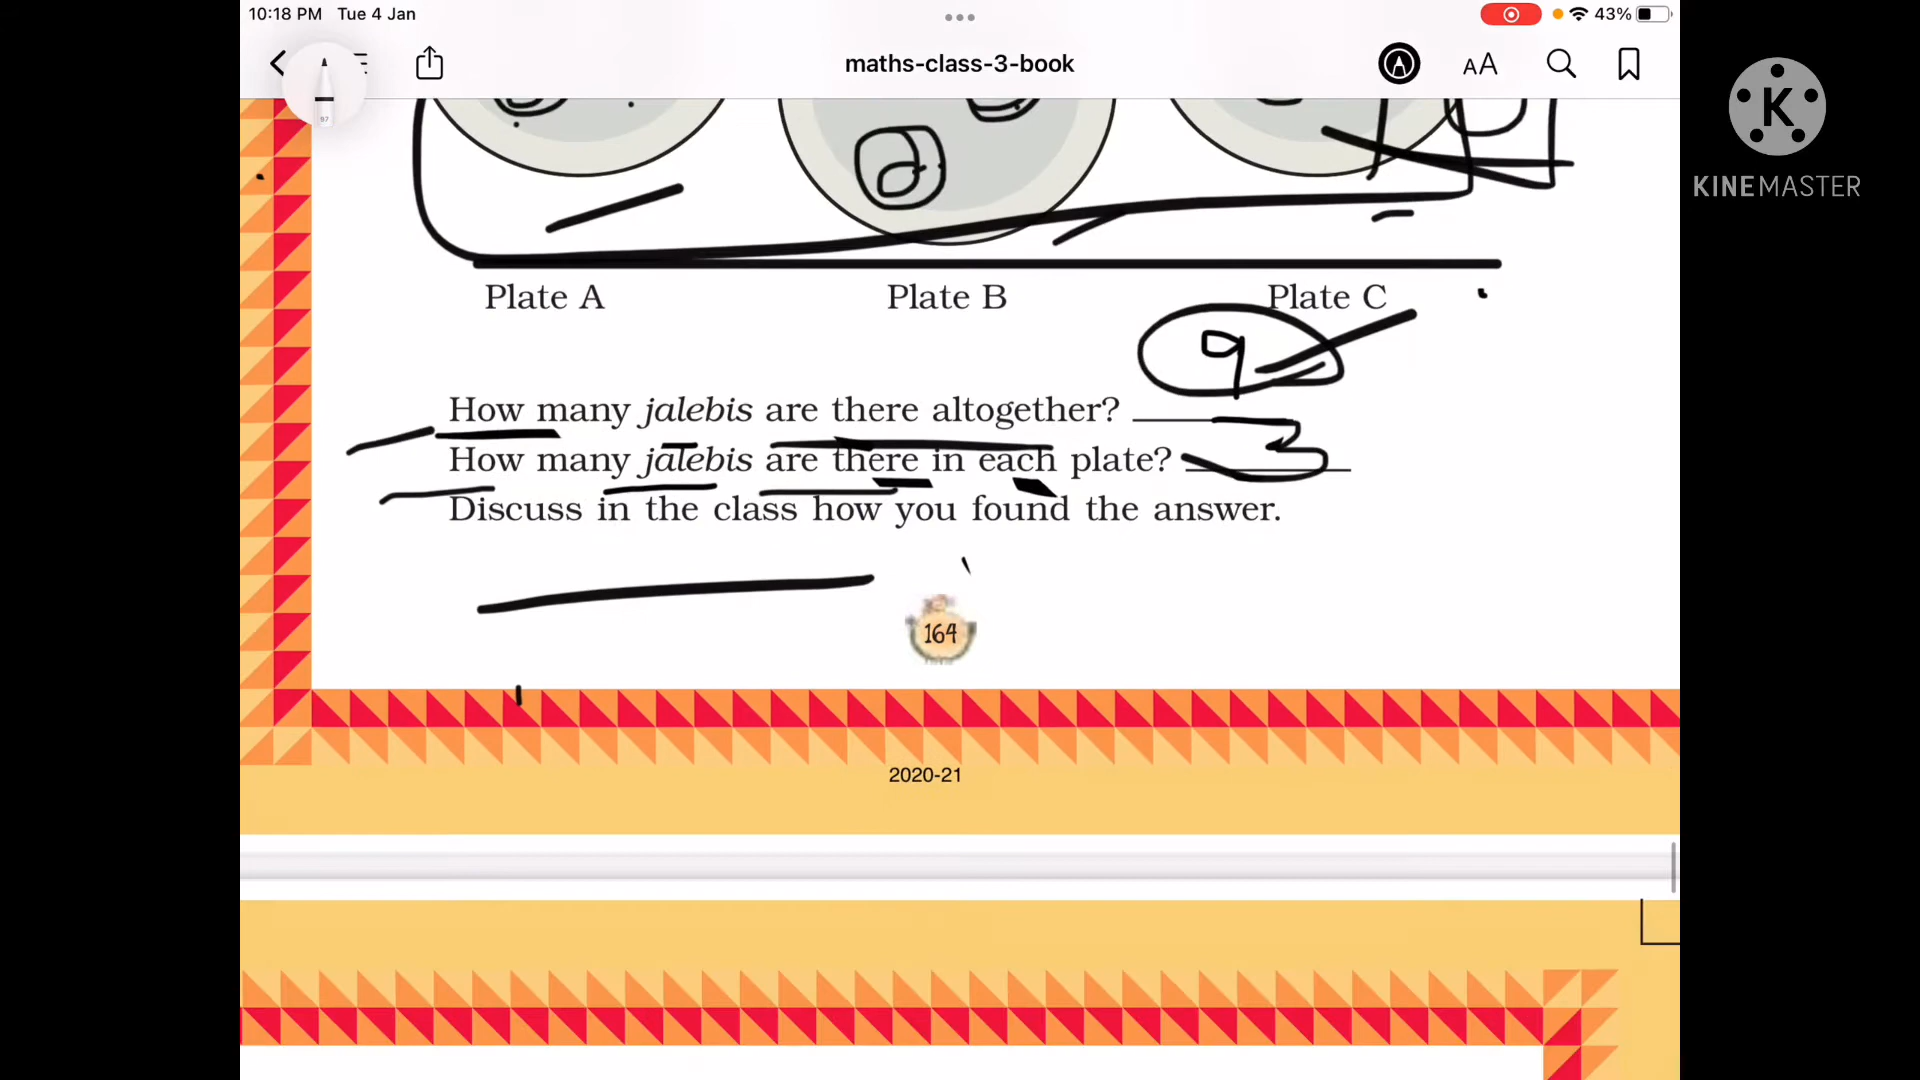 10:18 PM Tue 4 Jan
43%
maths-class-3-book
AA
97
K
KINEMASTER
Plate A Plate B Plate C
9
How many jalebis are there altogether?
How many jalebis are there in each plate? 3
Discuss in the class how you found the answer.
164
2020-21